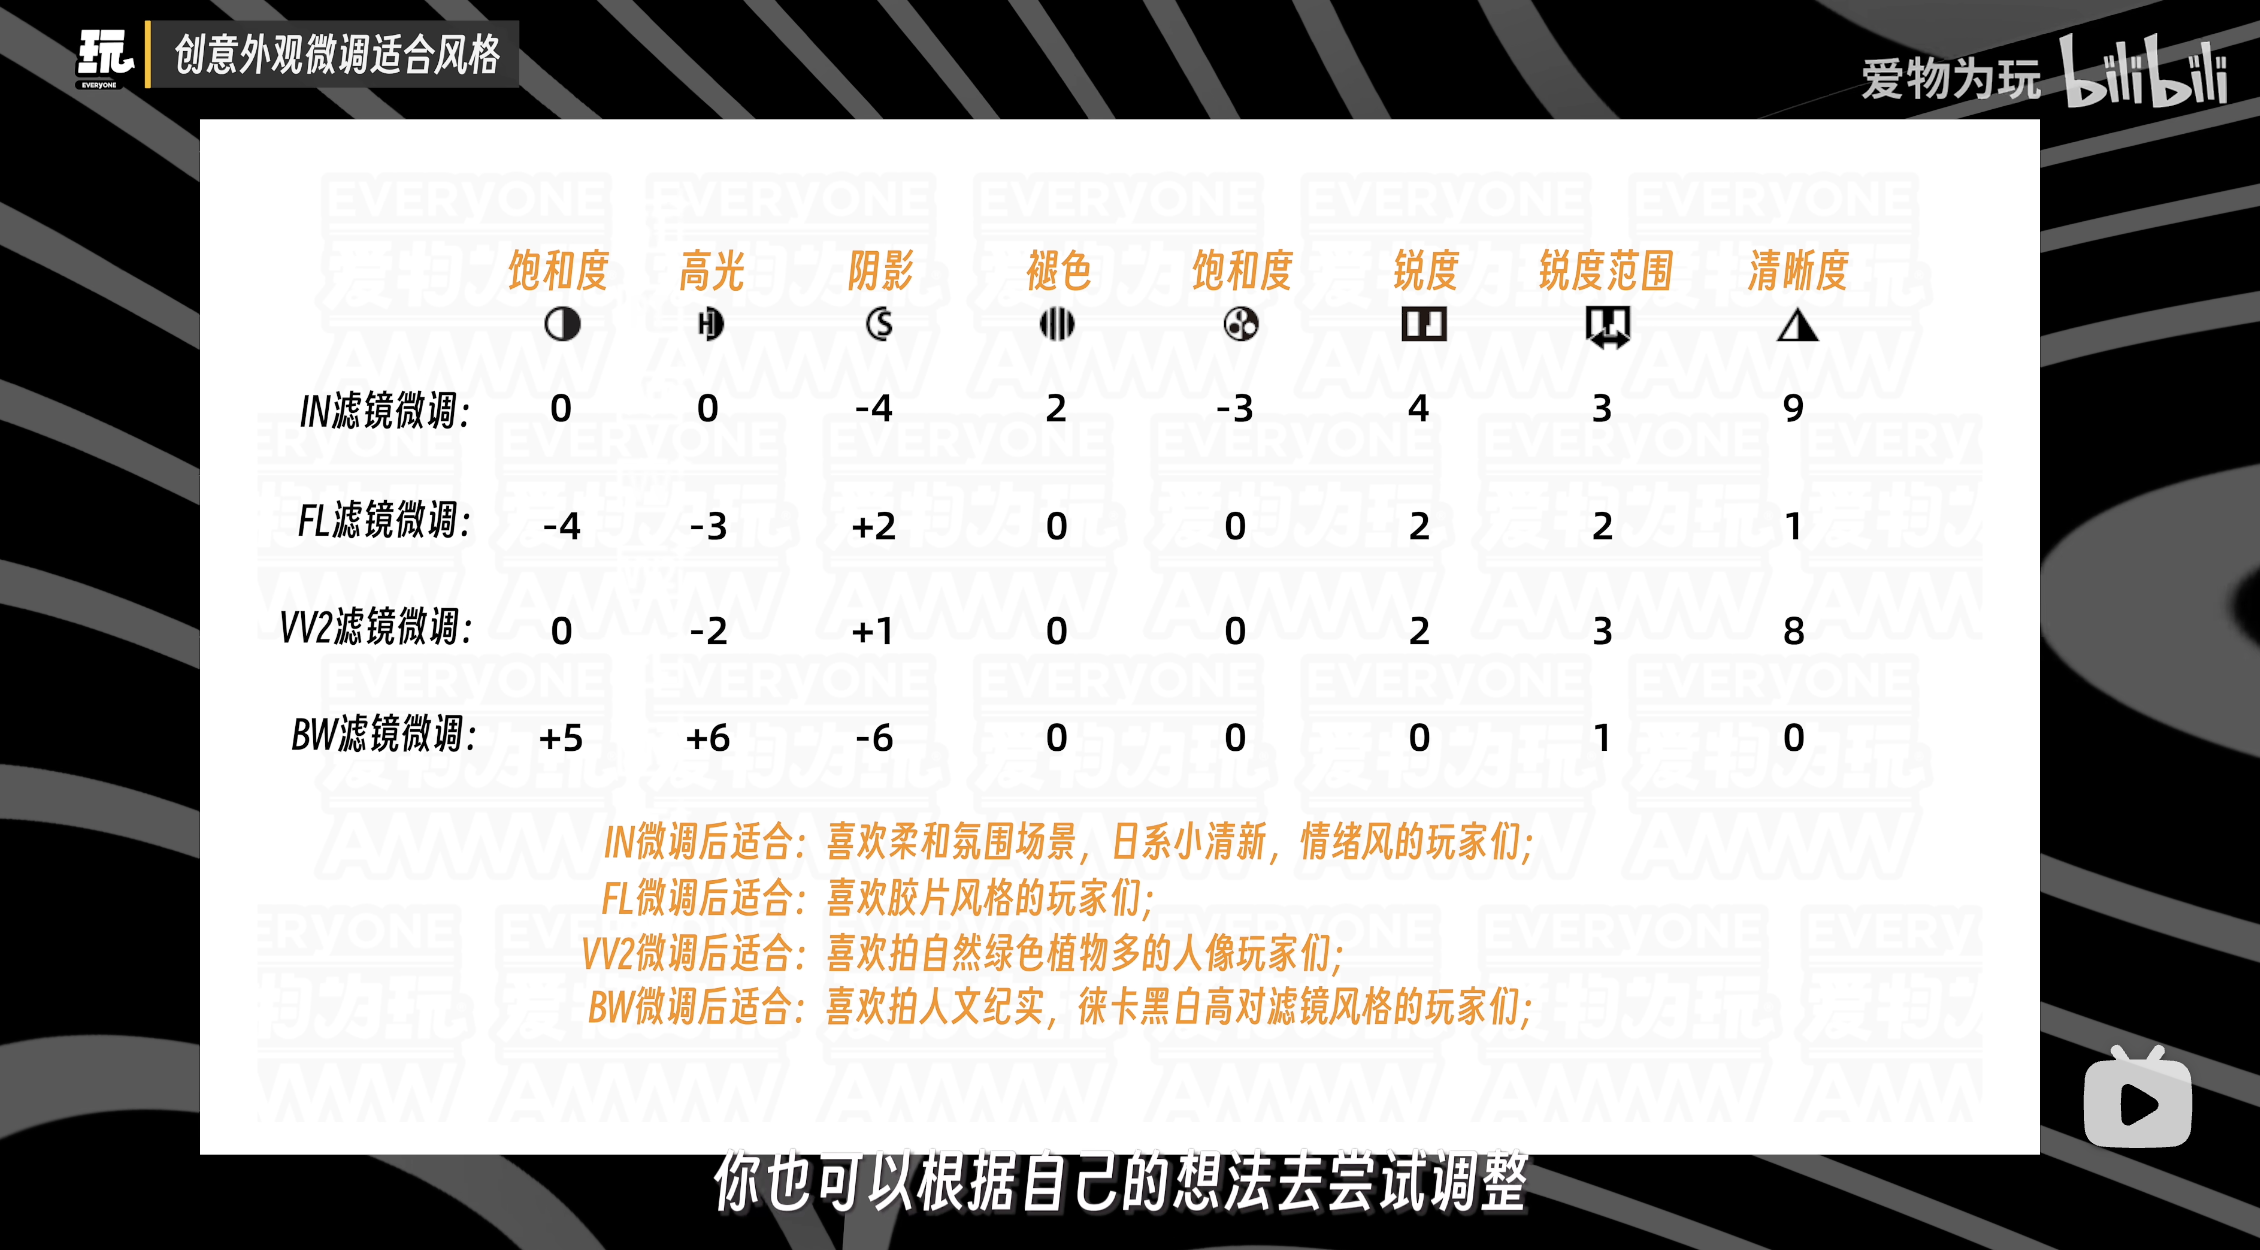 玩 创意外观微调适合风格
EVERYONE
爱物为玩 bilibili
饱和度 高光 阴影 褪色 饱和度 锐度 锐度范围 清晰度
IN滤镜微调: 0 0 -4 2 -3 4 3 9
FL滤镜微调: -4 -3 +2 0 0 2 2 1
VV2滤镜微调: 0 -2 +1 0 0 2 3 8
BW滤镜微调: +5 +6 -6 0 0 0 1 0
IN微调后适合：喜欢柔和氛围场景，日系小清新，情绪风的玩家们；
FL微调后适合：喜欢胶片风格的玩家们；
VV2微调后适合：喜欢拍自然绿色植物多的人像玩家们；
BW微调后适合：喜欢拍人文纪实，徕卡黑白高对滤镜风格的玩家们；
你也可以根据自己的想法去尝试调整